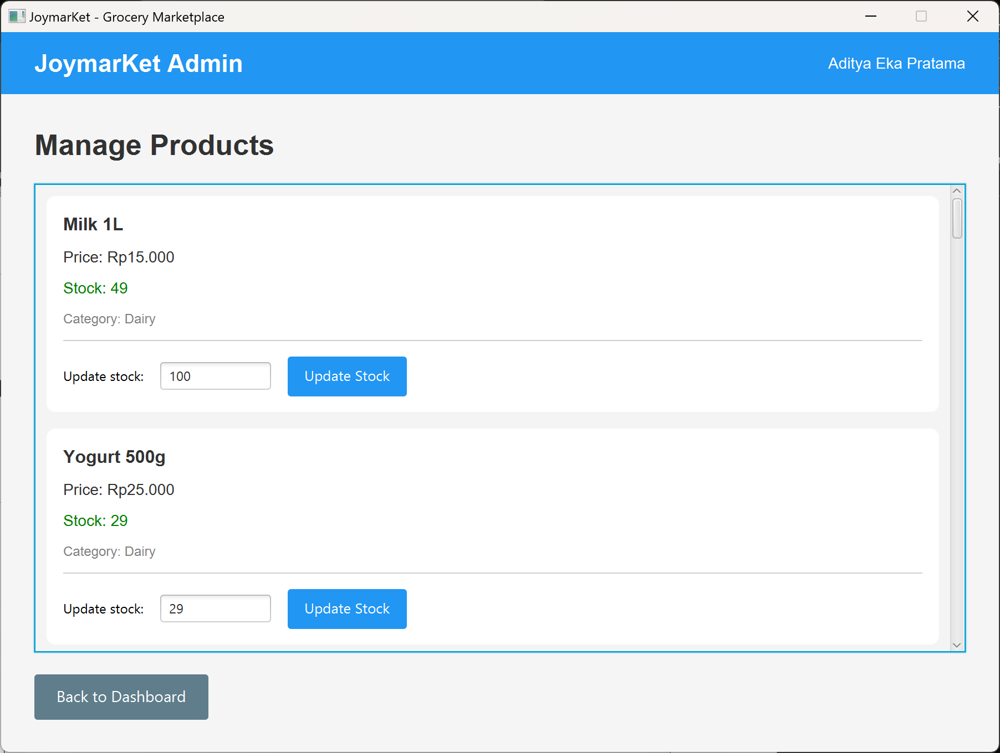 JoymarKet - Grocery Marketplace
JoymarKet Admin
Aditya Eka Pratama
Manage Products
Milk 1L
Price: Rp15.000
Stock: 49
Category: Dairy
Update stock: 100 Update Stock
Yogurt 500g
Price: Rp25.000
Stock: 29
Category: Dairy
Update stock: 29 Update Stock
Back to Dashboard